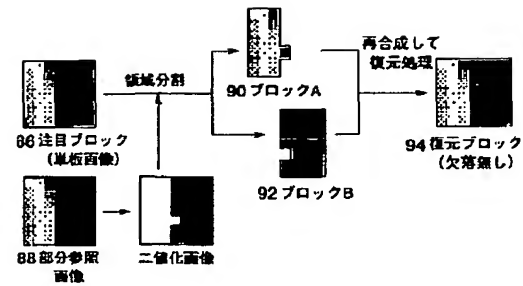 領域分割
90 ブロックA
再合成して
復元処理
86 注目ブロック
(単板画像)
92 ブロックB
94 復元ブロック
(欠落無し)
88 部分参照
画像
二値化画像